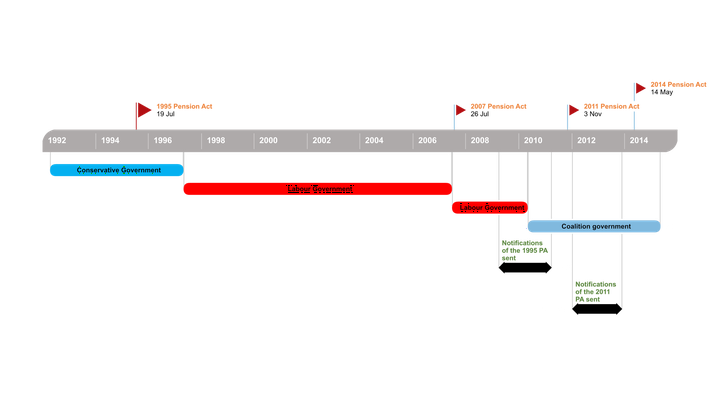 2014 Pension Act
14 May
1995 Pension Act
19 Jul
2007 Pension Act
26 Jul
2011 Pension Act
3 Nov
1992 1994 1996 1998 2000 2002 2004 2006 2008 2010 2012 2014
Conservative Government
Labour Government
Labour Government
Coalition government
Notifications
of the 1995 PA
sent
Notifications
of the 2011
PA sent